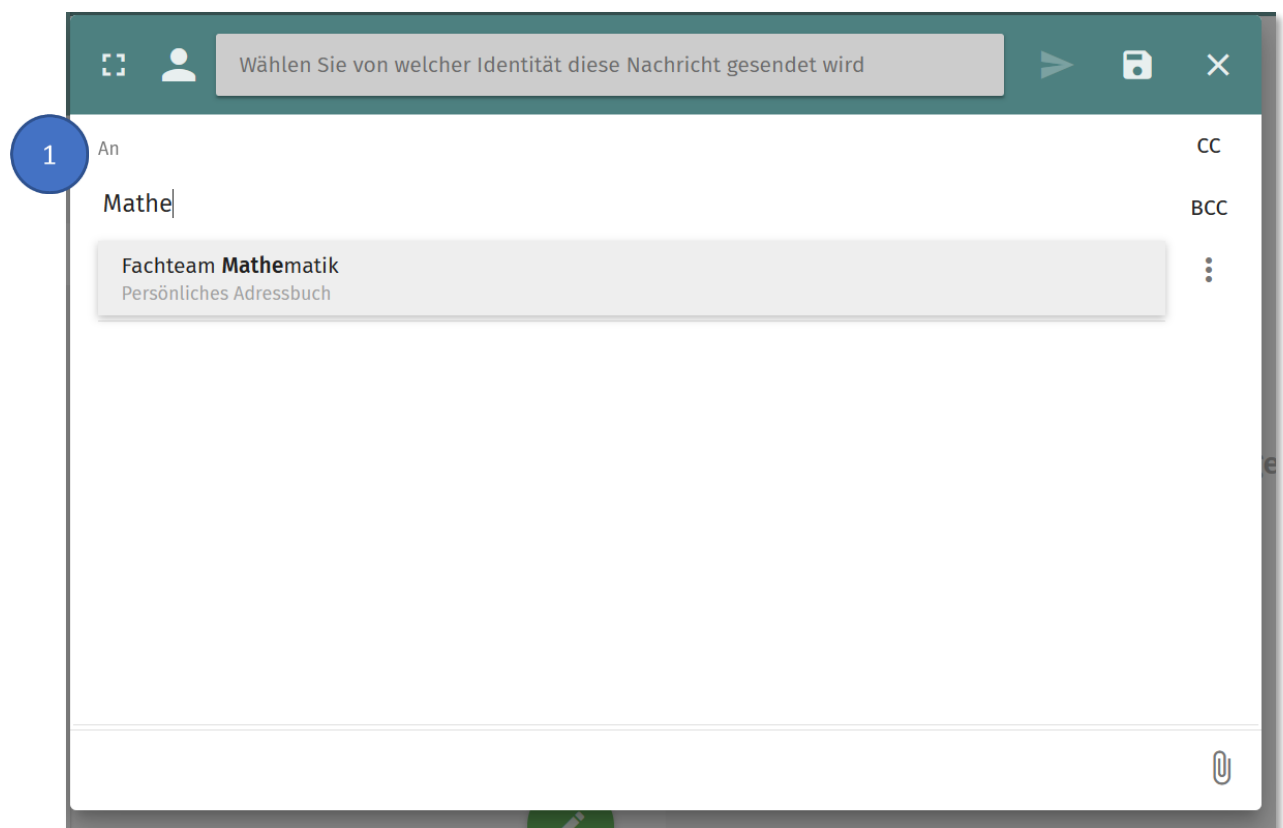 Wählen Sie von welcher Identität diese Nachricht gesendet wird
1
An
CC
Mathe
BCC
Fachteam Mathematik
Persönliches Adressbuch